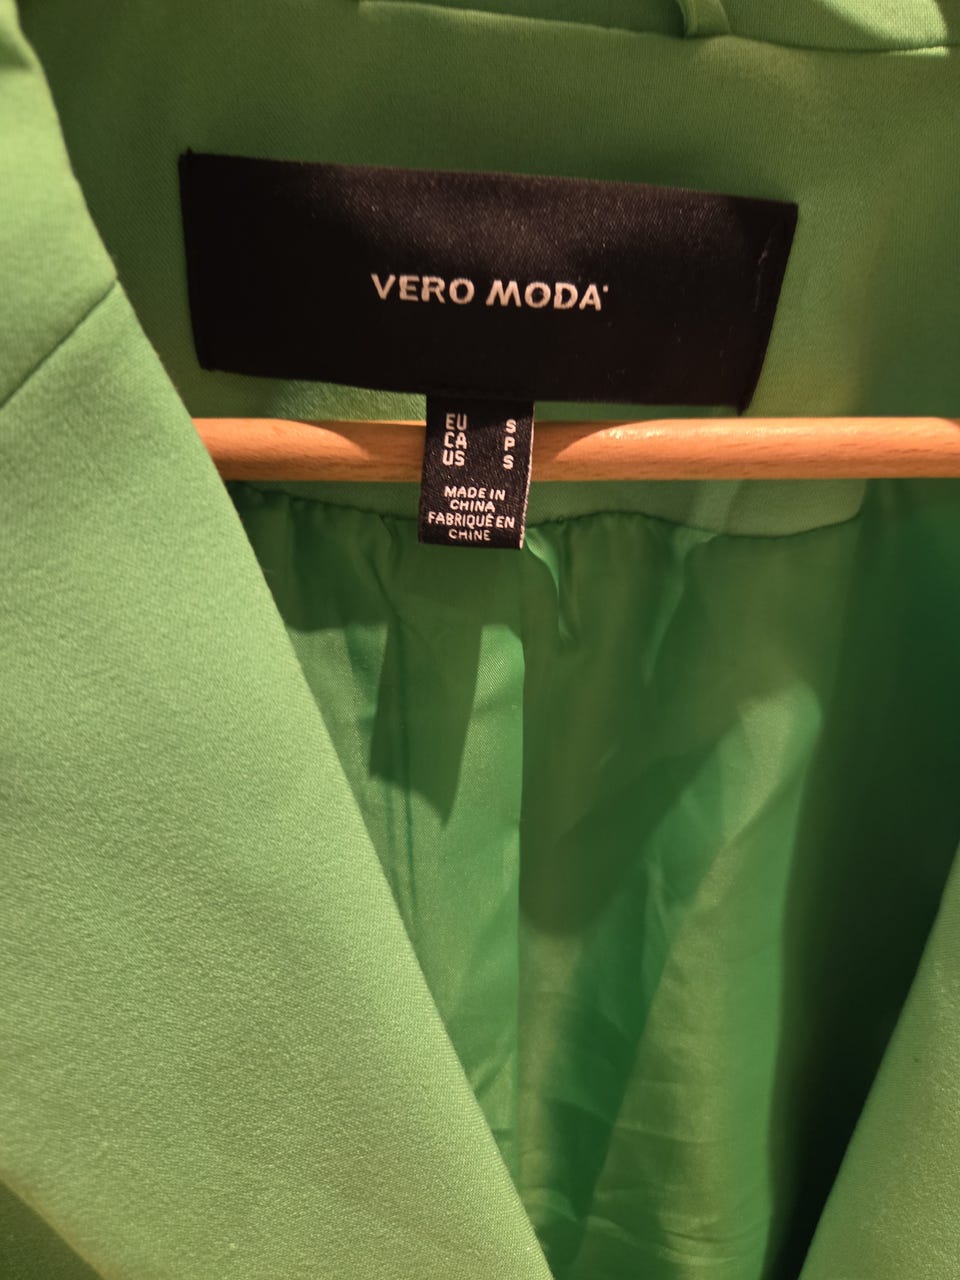 VERO MODA
EU S
CA P
US S
MADE IN
CHINA
FABRIQUÉ EN
CHINE